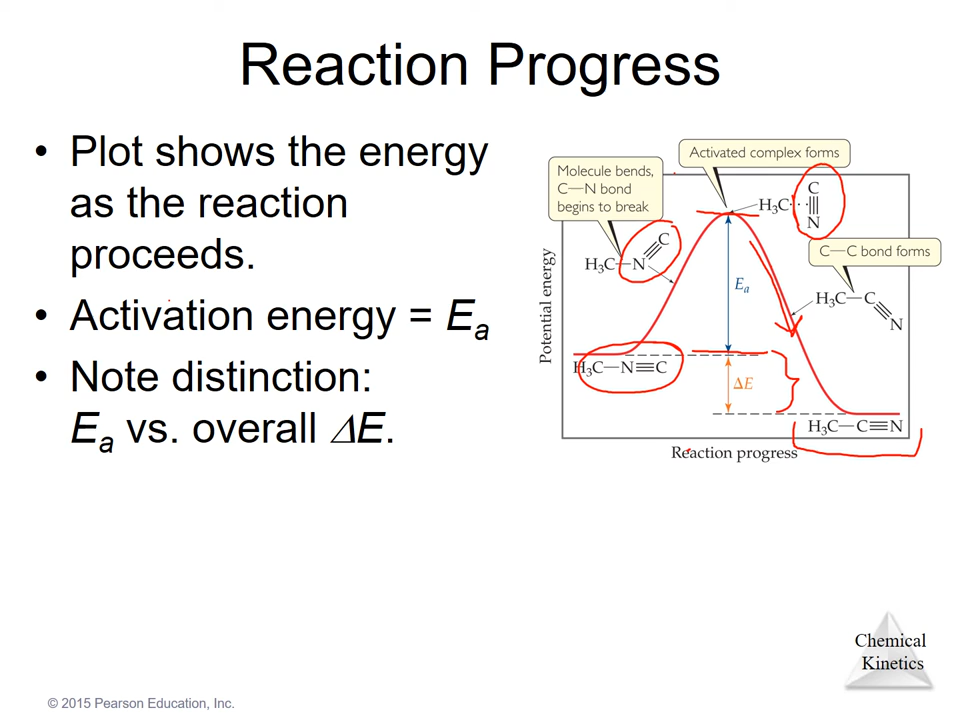 Reaction Progress
• Plot shows the energy
as the reaction
proceeds.
• Activation energy = Ea
• Note distinction:
Ea vs. overall ΔE.
Activated complex forms
Molecule bends,
C—N bond
begins to break
H₃C···
C
|||
N
C—C bond forms
C
H₃C—N
Ea
H₃C—C
N
Potential energy
H₃C—N≡C
ΔE
H₃C—C≡N
Reaction progress
Chemical
Kinetics
© 2015 Pearson Education, Inc.